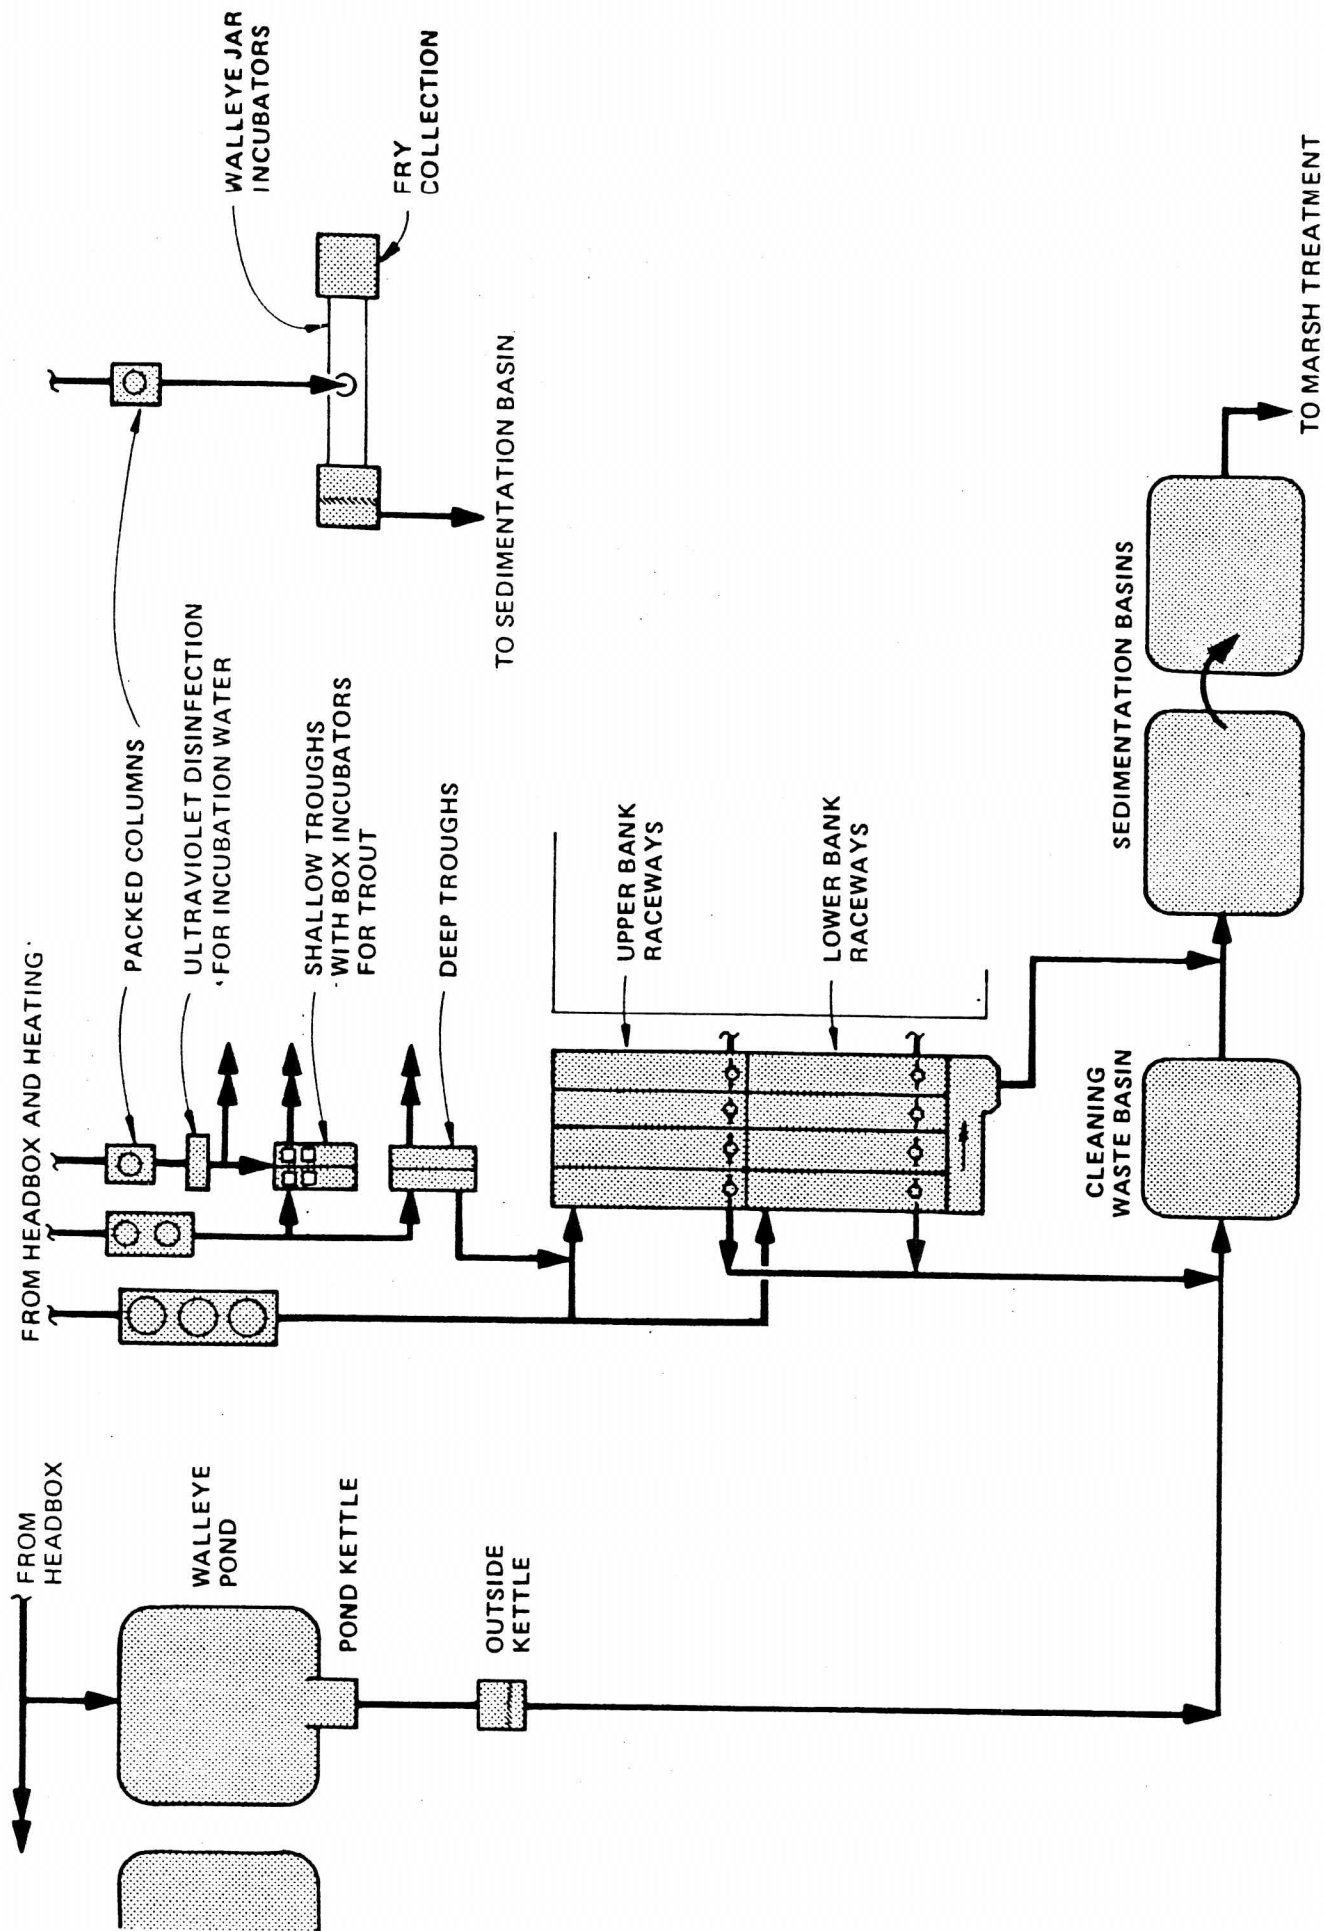 FROM
HEADBOX
WALLEYE
POND
POND KETTLE
OUTSIDE
KETTLE
FROM HEADBOX AND HEATING
PACKED COLUMNS
ULTRAVIOLET DISINFECTION
FOR INCUBATION WATER
SHALLOW TROUGHS
WITH BOX INCUBATORS
FOR TROUT
DEEP TROUGHS
UPPER BANK
RACEWAYS
LOWER BANK
RACEWAYS
CLEANING
WASTE BASIN
SEDIMENTATION BASINS
TO MARSH TREATMENT
WALLEYE JAR
INCUBATORS
FRY
COLLECTION
TO SEDIMENTATION BASIN